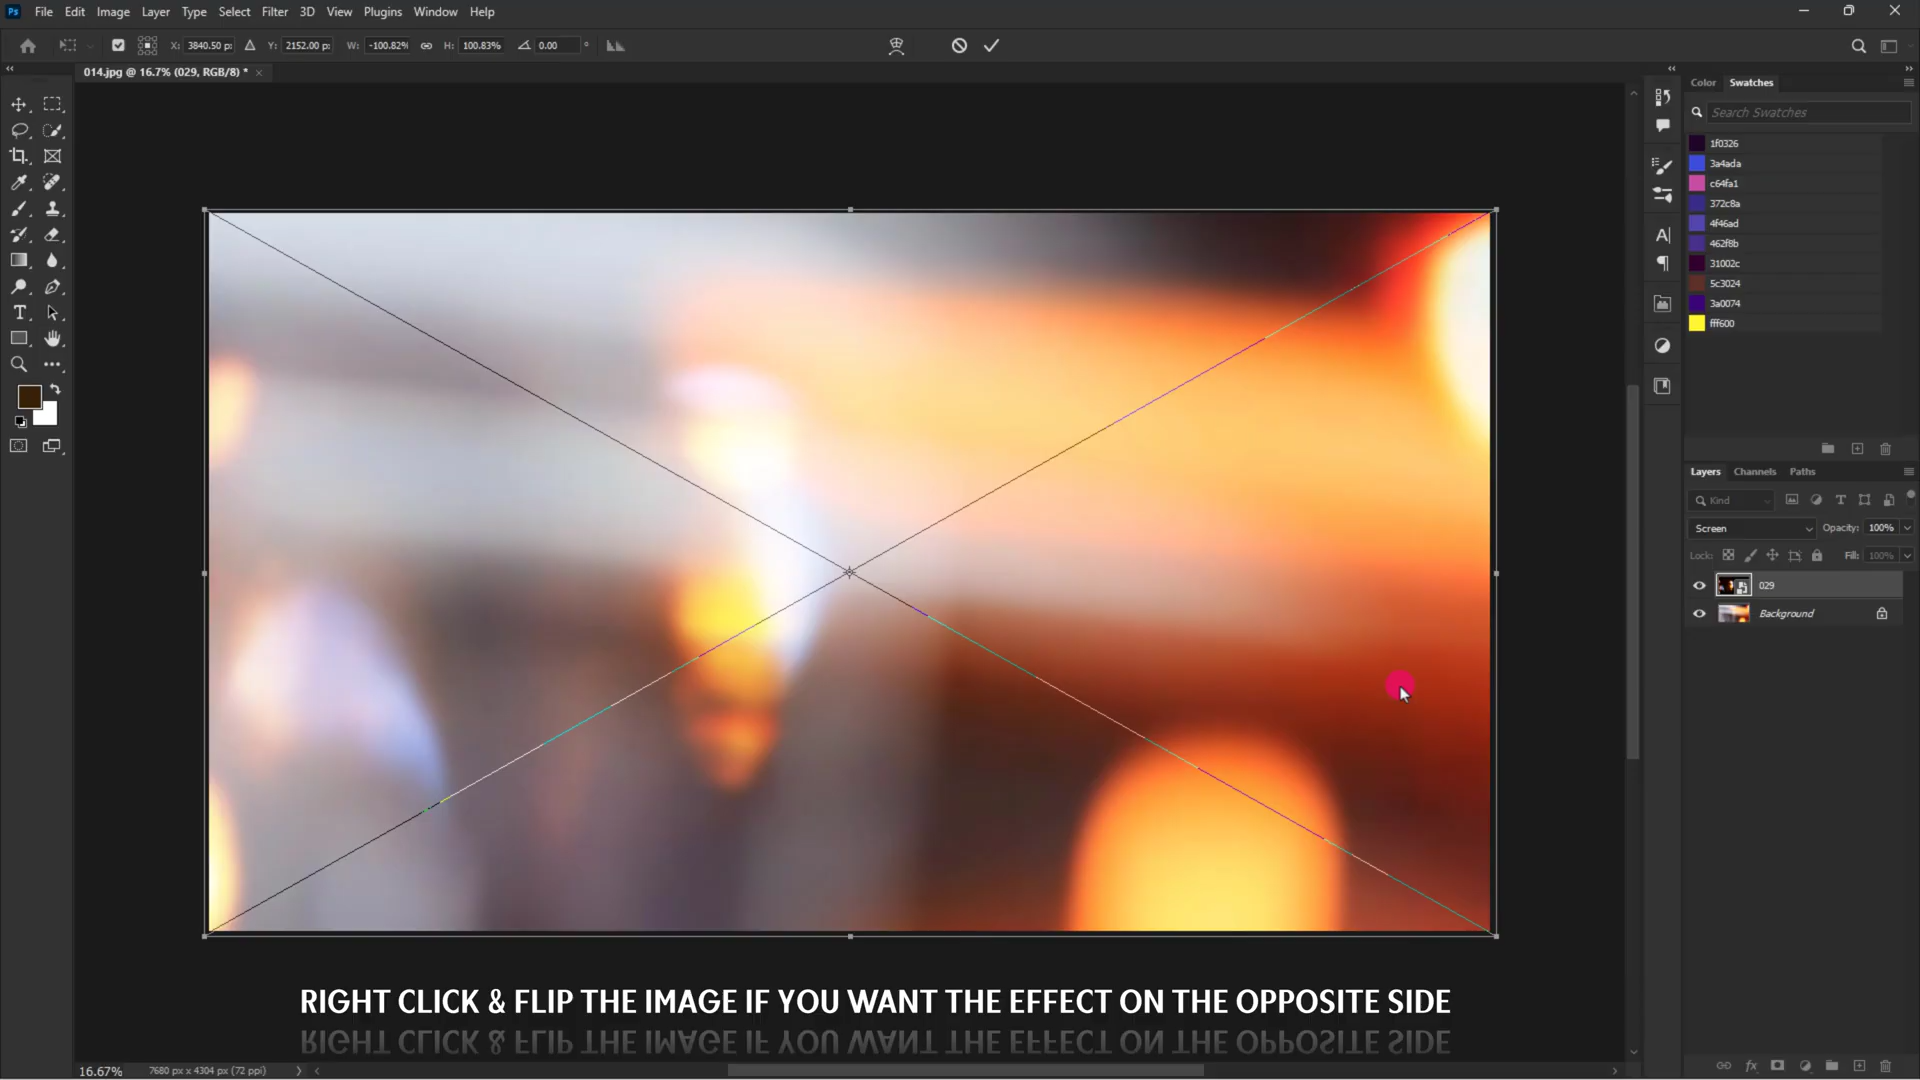 Ps File Edit Image Layer Type Select Filter 3D View Plugins Window Help
X: 3840.50 p: Y: 2152.00 p: W: -100.82% H: 100.83% 0.00 °
014.jpg @ 16.7% (029, RGB/8) * ×
Color Swatches
Search Swatches
1f0326
3a4ada
c64fa1
372c8a
4f46ad
462f8b
31002c
5c3024
3a0074
fff600
Layers Channels Paths
Kind
Screen Opacity: 100%
Lock: Fill: 100%
029
Background
RIGHT CLICK & FLIP THE IMAGE IF YOU WANT THE EFFECT ON THE OPPOSITE SIDE
16.67% 7680 px x 4304 px (72 ppi)